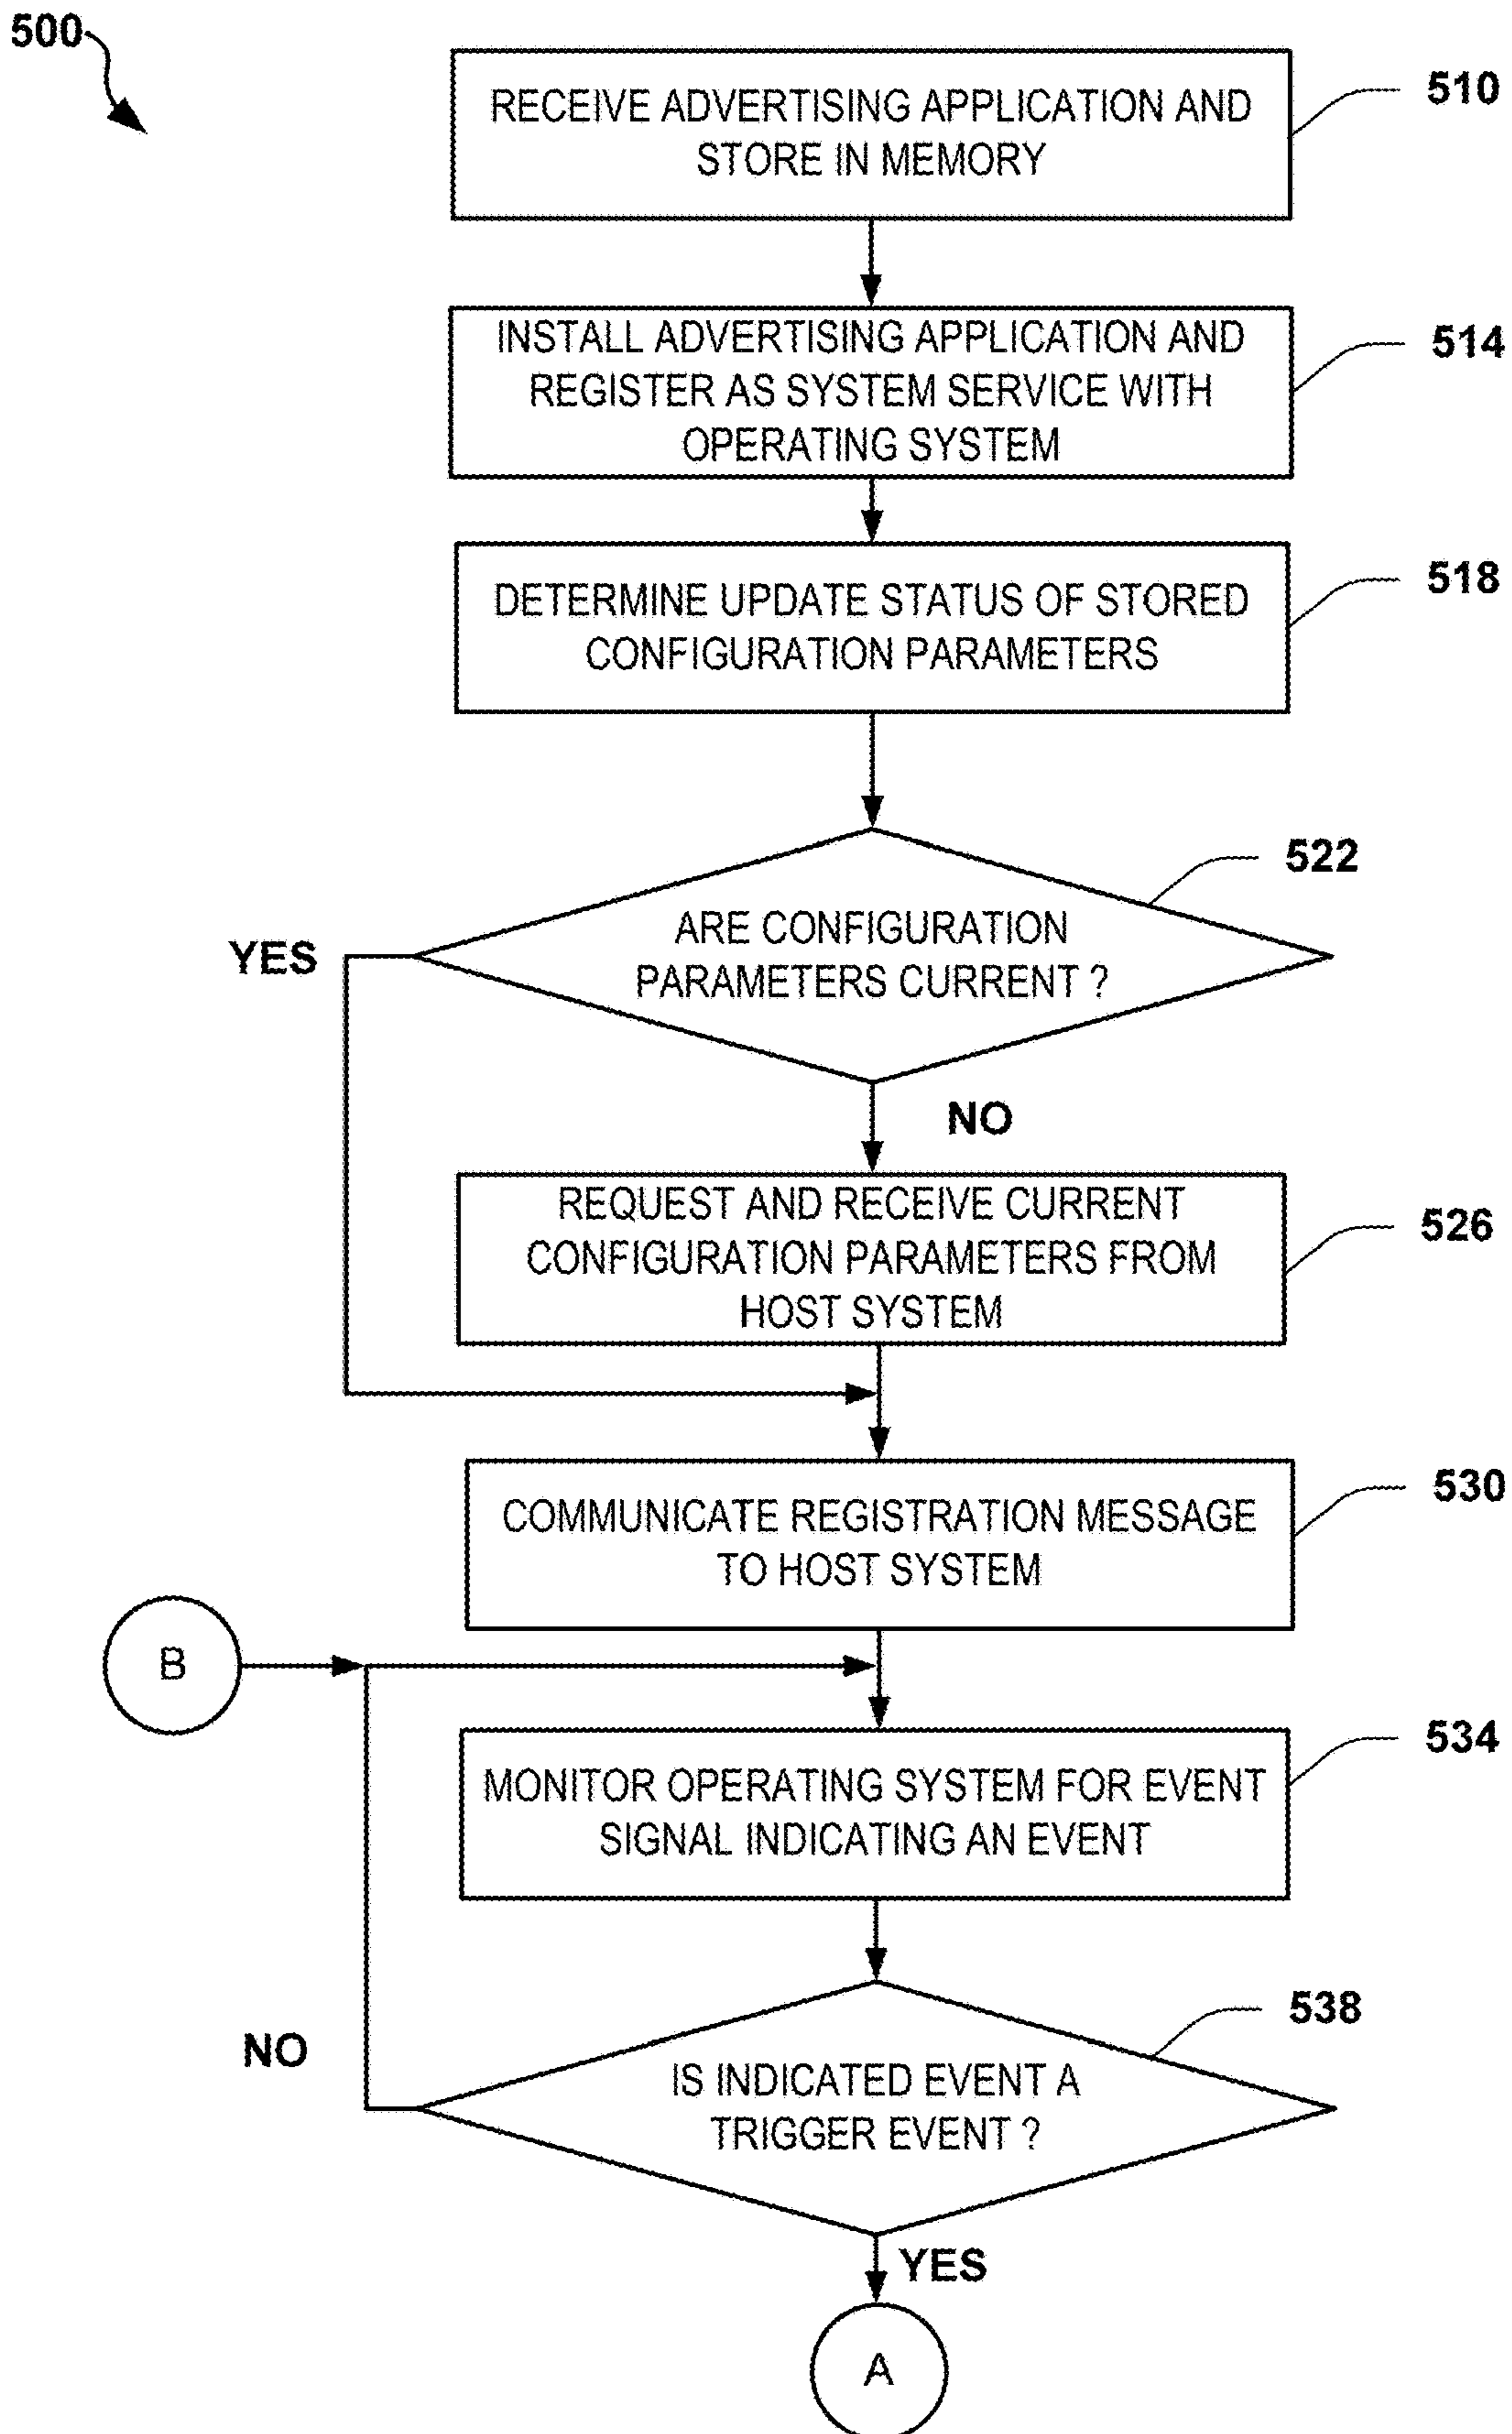 500
RECEIVE ADVERTISING APPLICATION AND
STORE IN MEMORY
510
INSTALL ADVERTISING APPLICATION AND
REGISTER AS SYSTEM SERVICE WITH
OPERATING SYSTEM
514
DETERMINE UPDATE STATUS OF STORED
CONFIGURATION PARAMETERS
518
522
ARE CONFIGURATION
PARAMETERS CURRENT ?
YES
NO
REQUEST AND RECEIVE CURRENT
CONFIGURATION PARAMETERS FROM
HOST SYSTEM
526
COMMUNICATE REGISTRATION MESSAGE
TO HOST SYSTEM
530
B
MONITOR OPERATING SYSTEM FOR EVENT
SIGNAL INDICATING AN EVENT
534
538
IS INDICATED EVENT A
TRIGGER EVENT ?
NO
YES
A